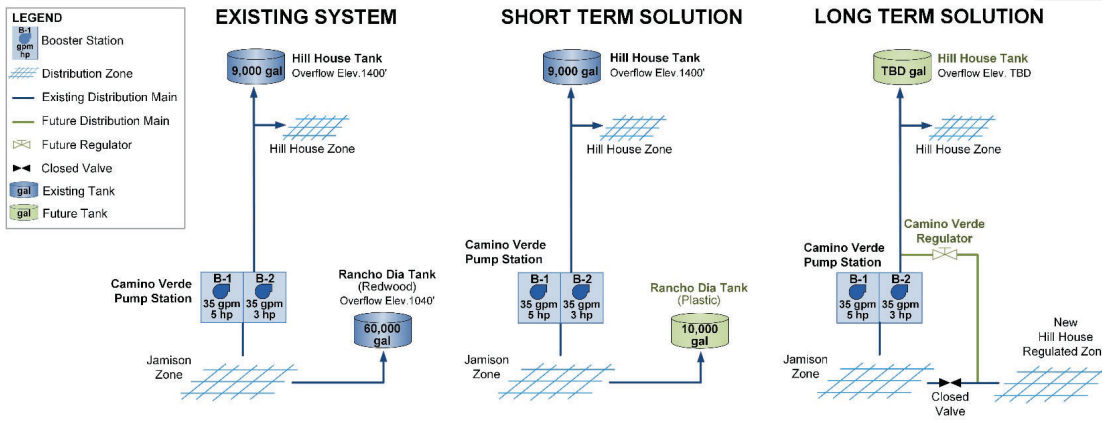 LEGEND
B-1
gpm
hp
Booster Station
Distribution Zone
Existing Distribution Main
Future Distribution Main
Future Regulator
Closed Valve
gal
Existing Tank
gal
Future Tank
EXISTING SYSTEM
9,000 gal
Hill House Tank
Overflow Elev.1400'
Hill House Zone
Camino Verde
Pump Station
B-1
35 gpm
5 hp
B-2
35 gpm
3 hp
Rancho Dia Tank
(Redwood)
Overflow Elev.1040'
60,000
gal
Jamison
Zone
SHORT TERM SOLUTION
9,000 gal
Hill House Tank
Overflow Elev.1400'
Hill House Zone
Camino Verde
Pump Station
B-1
35 gpm
5 hp
B-2
35 gpm
3 hp
Rancho Dia Tank
(Plastic)
10,000
gal
Jamison
Zone
LONG TERM SOLUTION
TBD gal
Hill House Tank
Overflow Elev. TBD
Hill House Zone
Camino Verde
Regulator
Camino Verde
Pump Station
B-1
35 gpm
5 hp
B-2
35 gpm
3 hp
New
Hill House
Regulated Zon
Jamison
Zone
Closed
Valve